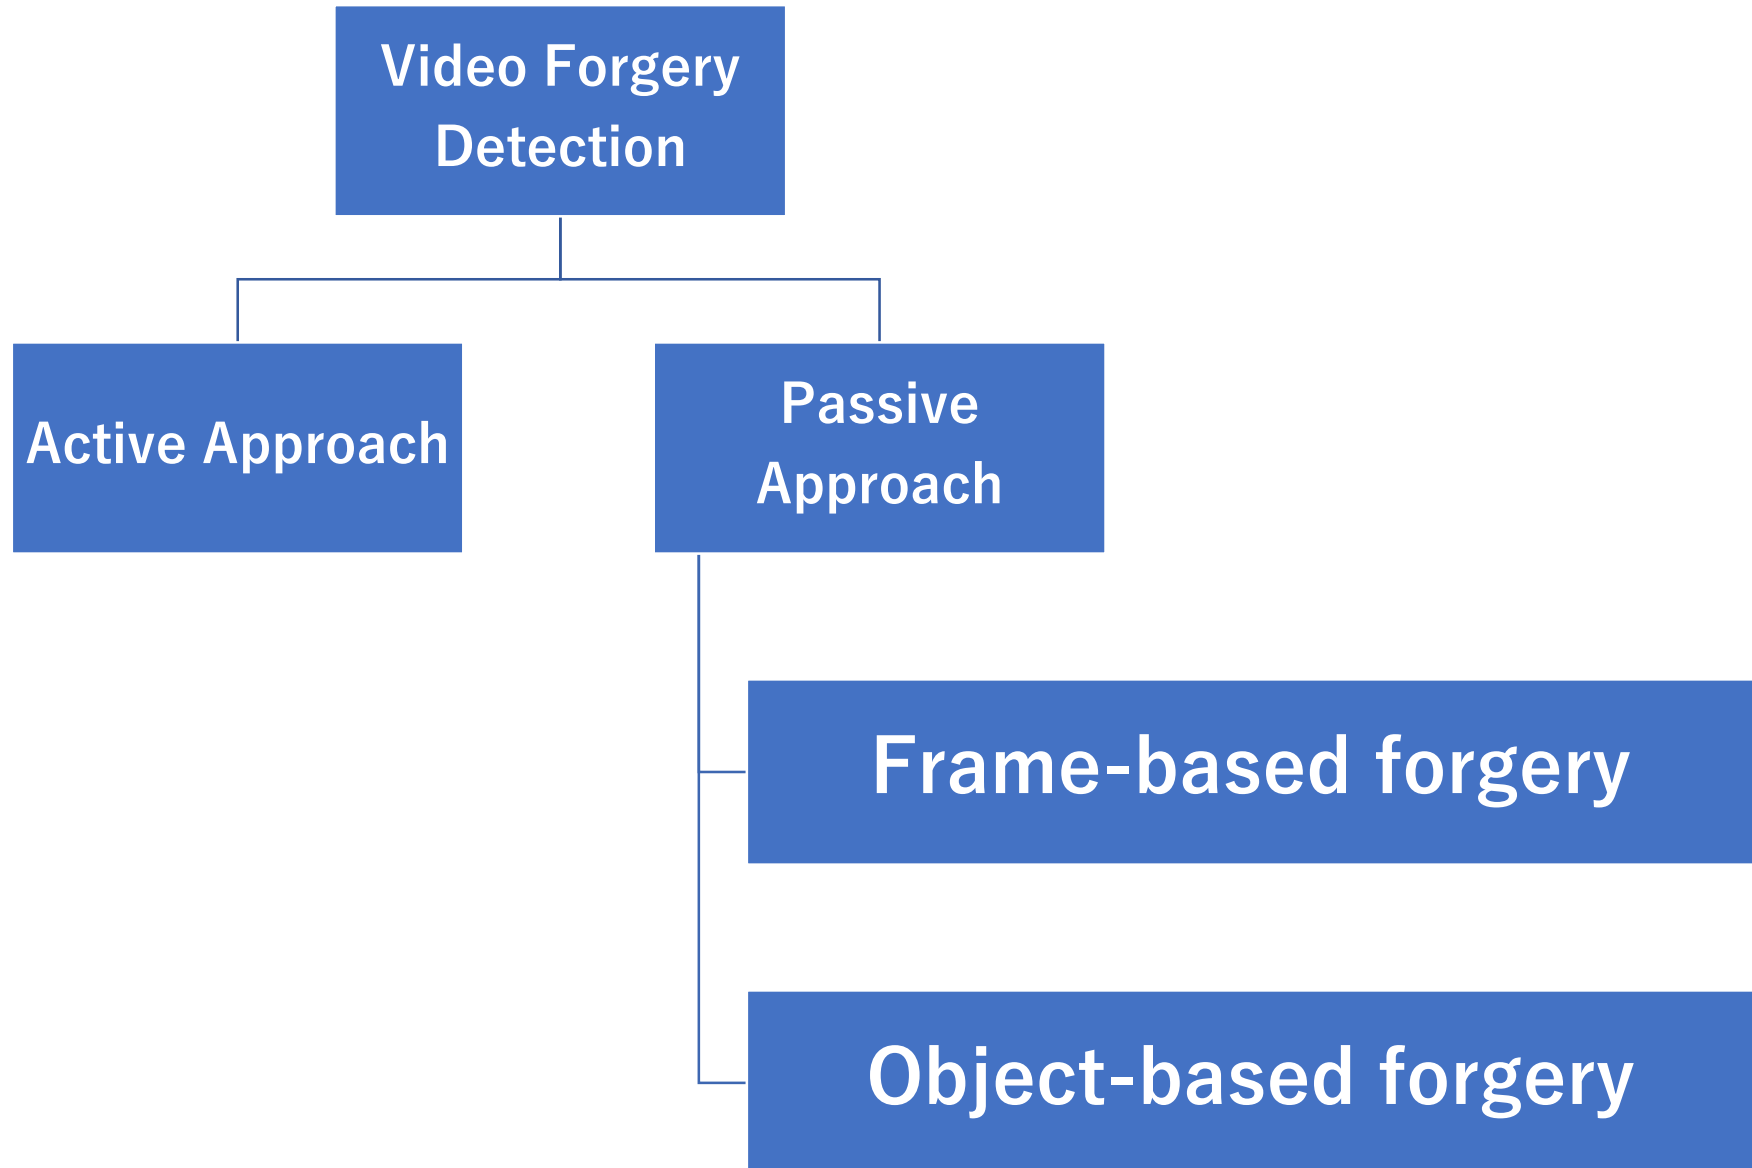 Video Forgery
Detection
Active Approach
Passive
Approach
Frame-based forgery
Object-based forgery